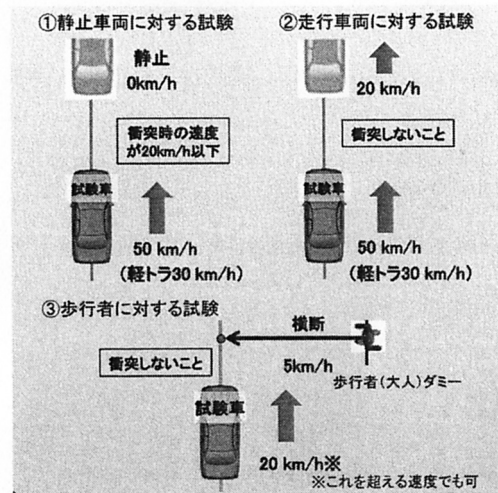 ①静止車両に対する試験
静止
0km/h
衝突時の速度
が20km/h以下
試験車
50 km/h
(軽トラ30 km/h)
②走行車両に対する試験
20 km/h
衝突しないこと
試験車
50 km/h
(軽トラ30 km/h)
③歩行者に対する試験
横断
衝突しないこと
5km/h
歩行者(大人)ダミー
試験車
20 km/h※
※これを超える速度でも可